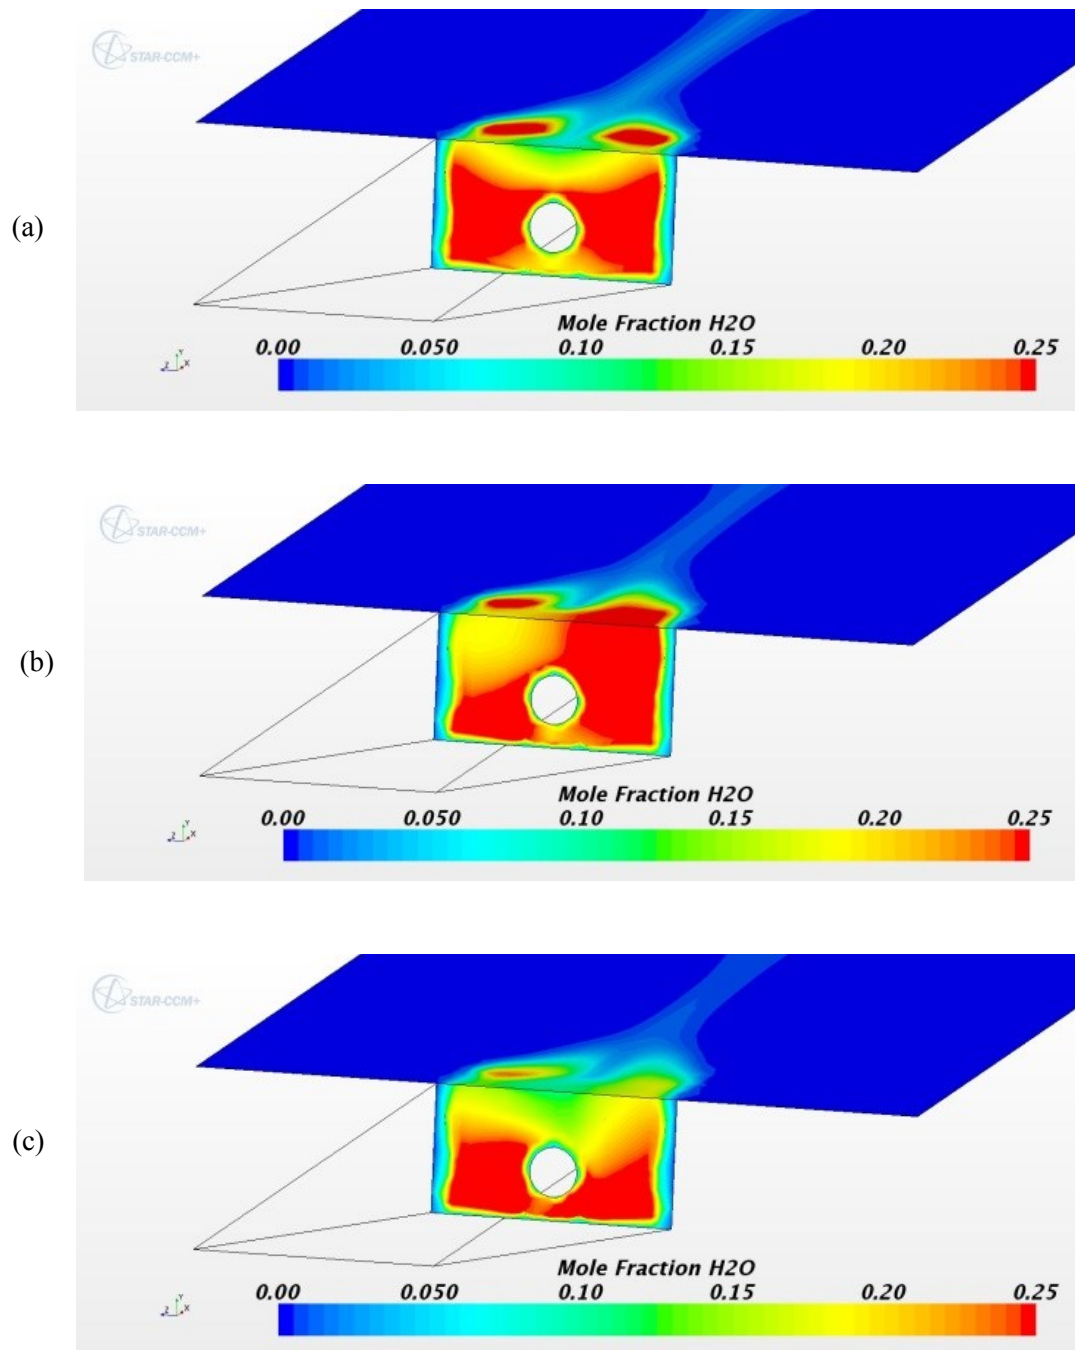 STAR-CCM+
(a)
Mole Fraction H2O
0.00 0.050 0.10 0.15 0.20 0.25
Y
Z X
STAR-CCM+
(b)
Mole Fraction H2O
0.00 0.050 0.10 0.15 0.20 0.25
Y
Z X
STAR-CCM+
(c)
Mole Fraction H2O
0.00 0.050 0.10 0.15 0.20 0.25
Y
Z X